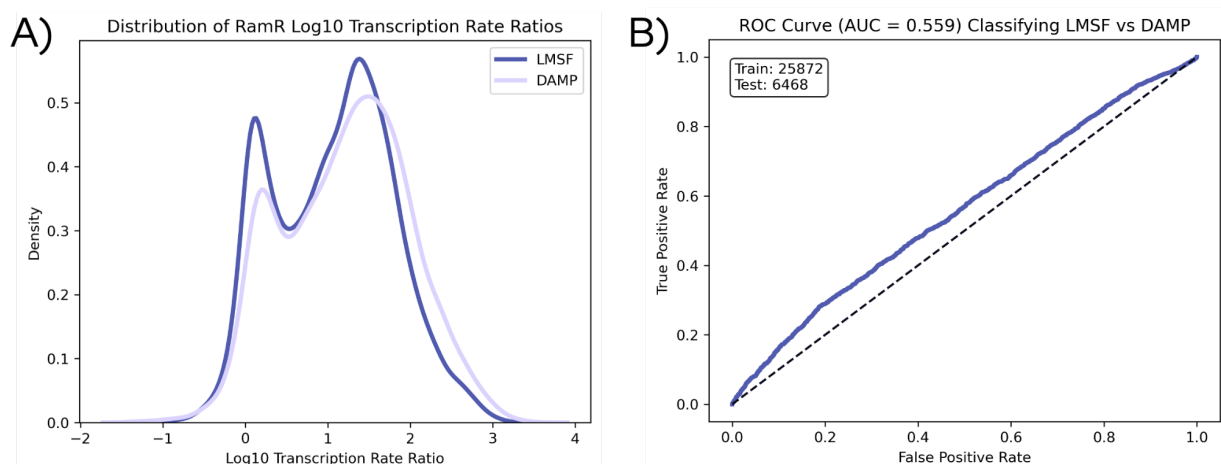 A)
Distribution of RamR Log10 Transcription Rate Ratios
LMSF
DAMP
Density
0.5
0.4
0.3
0.2
0.1
0.0
−2
−1
0
1
2
3
4
Log10 Transcription Rate Ratio
B)
ROC Curve (AUC = 0.559) Classifying LMSF vs DAMP
Train: 25872
Test: 6468
True Positive Rate
1.0
0.8
0.6
0.4
0.2
0.0
0.0
0.2
0.4
0.6
0.8
1.0
False Positive Rate